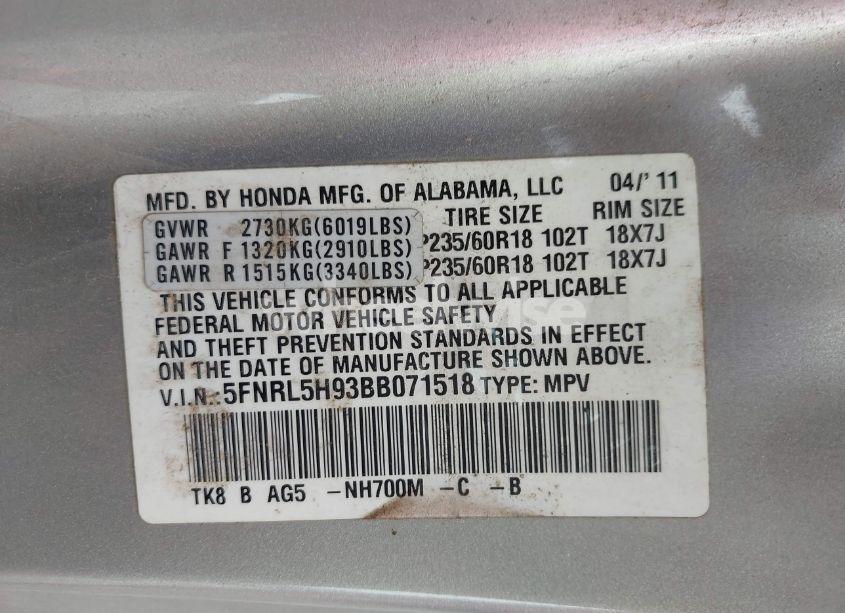 MFD. BY HONDA MFG. OF ALABAMA, LLC 04/'11
GVWR 2730KG(6019LBS) TIRE SIZE RIM SIZE
GAWR F 1320KG(2910LBS) P235/60R18 102T 18X7J
GAWR R 1515KG(3340LBS) P235/60R18 102T 18X7J
THIS VEHICLE CONFORMS TO ALL APPLICABLE
FEDERAL MOTOR VEHICLE SAFETY
AND THEFT PREVENTION STANDARDS IN EFFECT
ON THE DATE OF MANUFACTURE SHOWN ABOVE.
V.I.N.: 5FNRL5H93BB071518 TYPE: MPV
TK8 B AG5 -NH700M -C -B